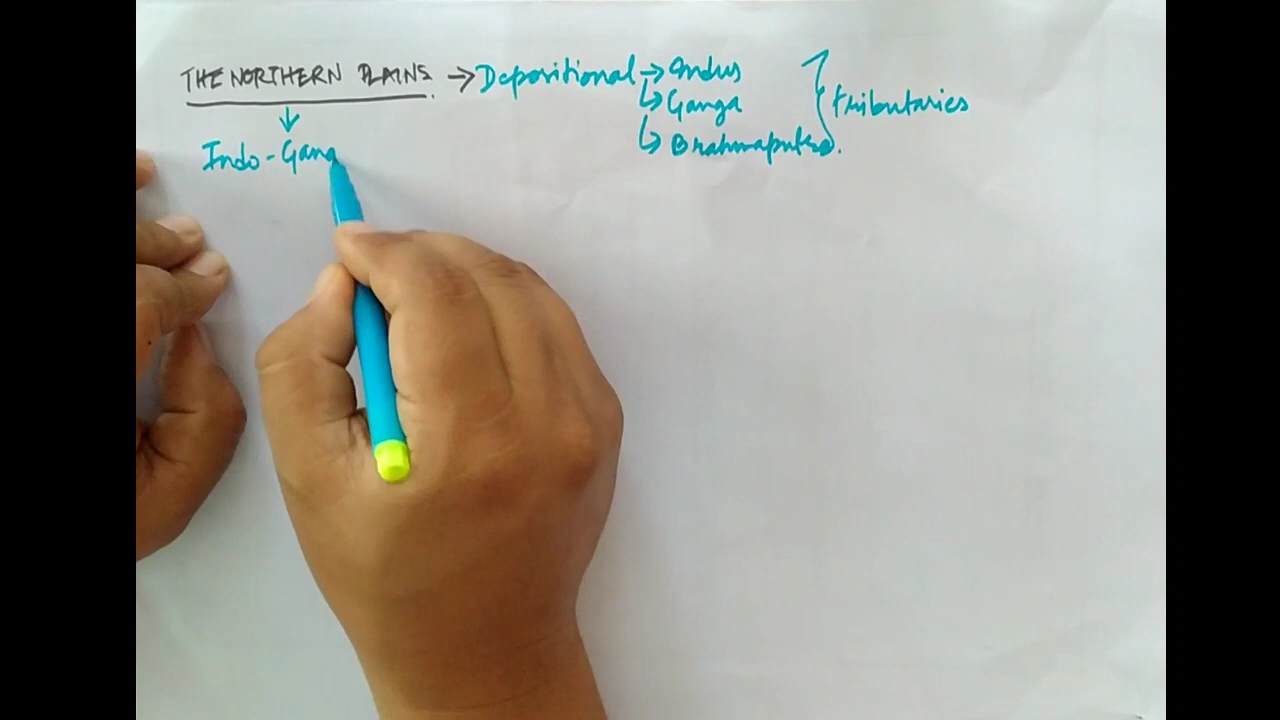 THE NORTHERN PLAINS. → Depositional → Indus
↳ Ganga
↳ Brahmaputra.
tributaries
↓
Indo-Gang